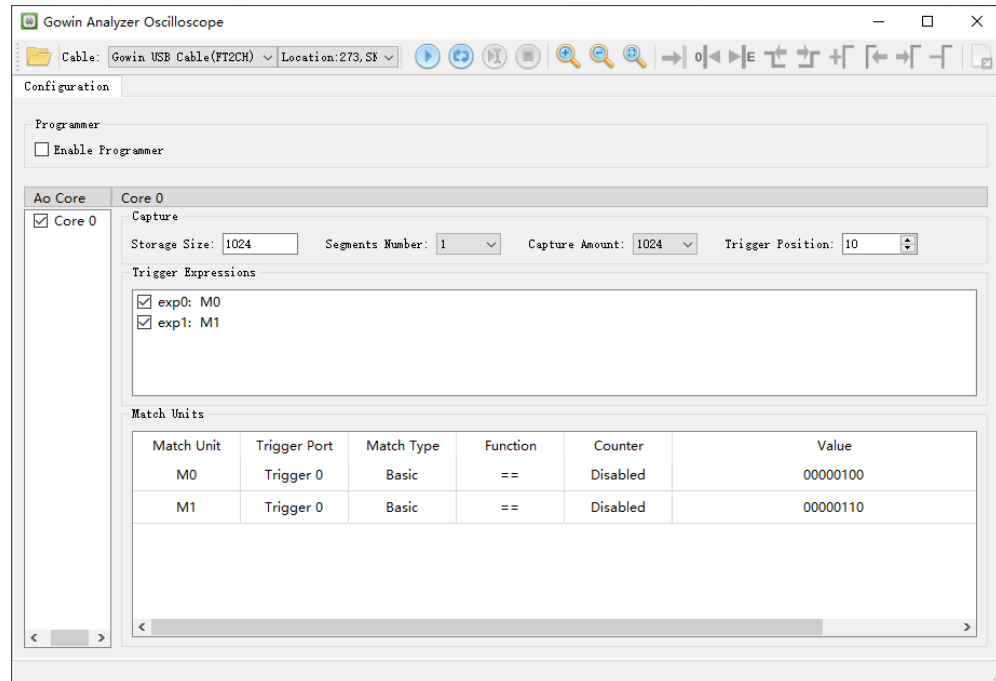 Gowin Analyzer Oscilloscope
Cable: Gowin USB Cable(FT2CH) Location:273, SN
Configuration
Programmer
Enable Programmer
Ao Core Core 0
Core 0
Capture
Storage Size: 1024 Segments Number: 1 Capture Amount: 1024 Trigger Position: 10
Trigger Expressions
exp0: M0
exp1: M1
Match Units
Match Unit Trigger Port Match Type Function Counter Value
M0 Trigger 0 Basic == Disabled 00000100
M1 Trigger 0 Basic == Disabled 00000110